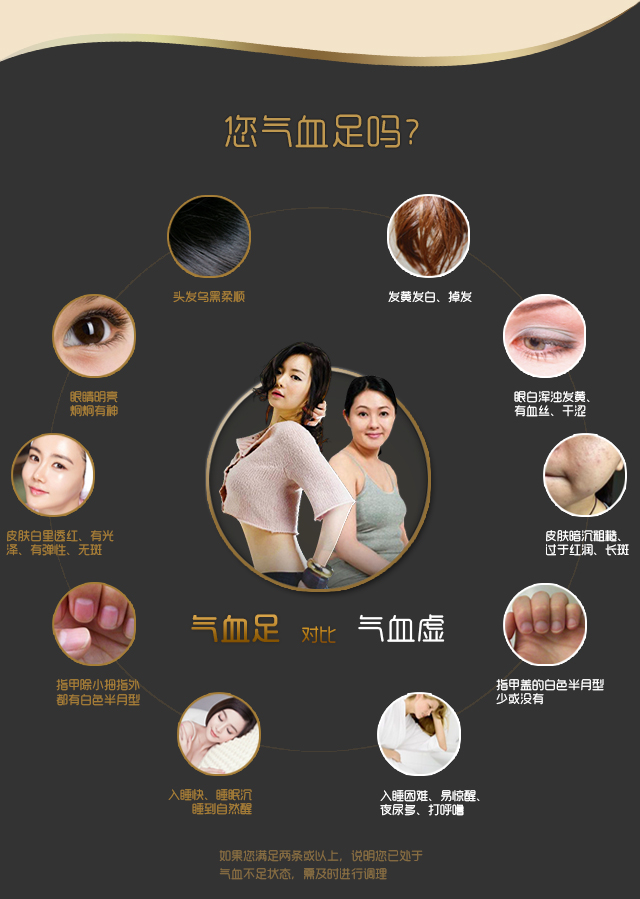 您气血足吗?
头发乌黑柔顺
发黄发白、掉发
眼睛明亮
炯炯有神
眼白浑浊发黄、
有血丝、干涩
皮肤白里透红、有光
泽、有弹性、无斑
皮肤暗沉粗糙、
过于红润、长斑
气血足 对比 气血虚
指甲除小拇指外
都有白色半月型
指甲盖的白色半月型
少或没有
入睡快、睡眠沉
睡到自然醒
入睡困难、易惊醒、
夜尿多、打呼噜
如果您满足两条或以上，说明您已处于
气血不足状态，需及时进行调理